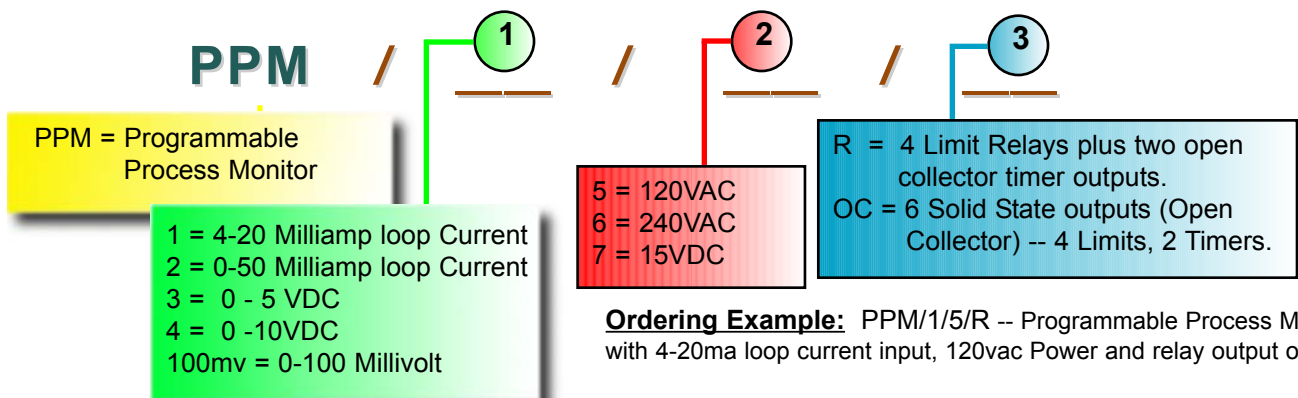 1 2 3
PPM / __ / __ / __
PPM = Programmable
Process Monitor
1 = 4-20 Milliamp loop Current
2 = 0-50 Milliamp loop Current
3 = 0 - 5 VDC
4 = 0 -10VDC
100mv = 0-100 Millivolt
5 = 120VAC
6 = 240VAC
7 = 15VDC
R = 4 Limit Relays plus two open
collector timer outputs.
OC = 6 Solid State outputs (Open
Collector) -- 4 Limits, 2 Timers.
Ordering Example: PPM/1/5/R -- Programmable Process M
with 4-20ma loop current input, 120vac Power and relay output o